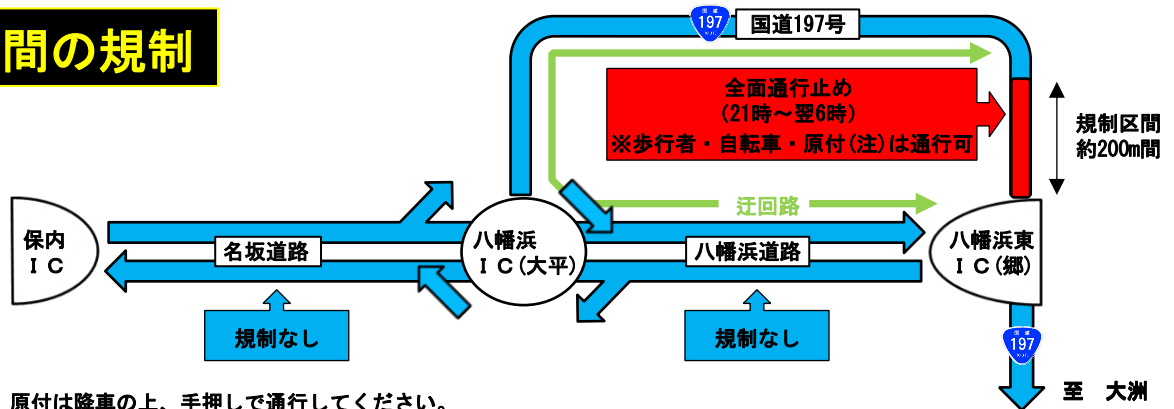 間の規制
国道
197
国道197号
全面通行止め
(21時～翌6時)
※歩行者・自転車・原付(注)は通行可
規制区間
約200m間
迂回路
保内
ＩＣ
名坂道路
八幡浜
ＩＣ(大平)
八幡浜道路
八幡浜東
ＩＣ(郷)
規制なし
規制なし
国道
197
至　大洲
原付は降車の上、手押しで通行してください。